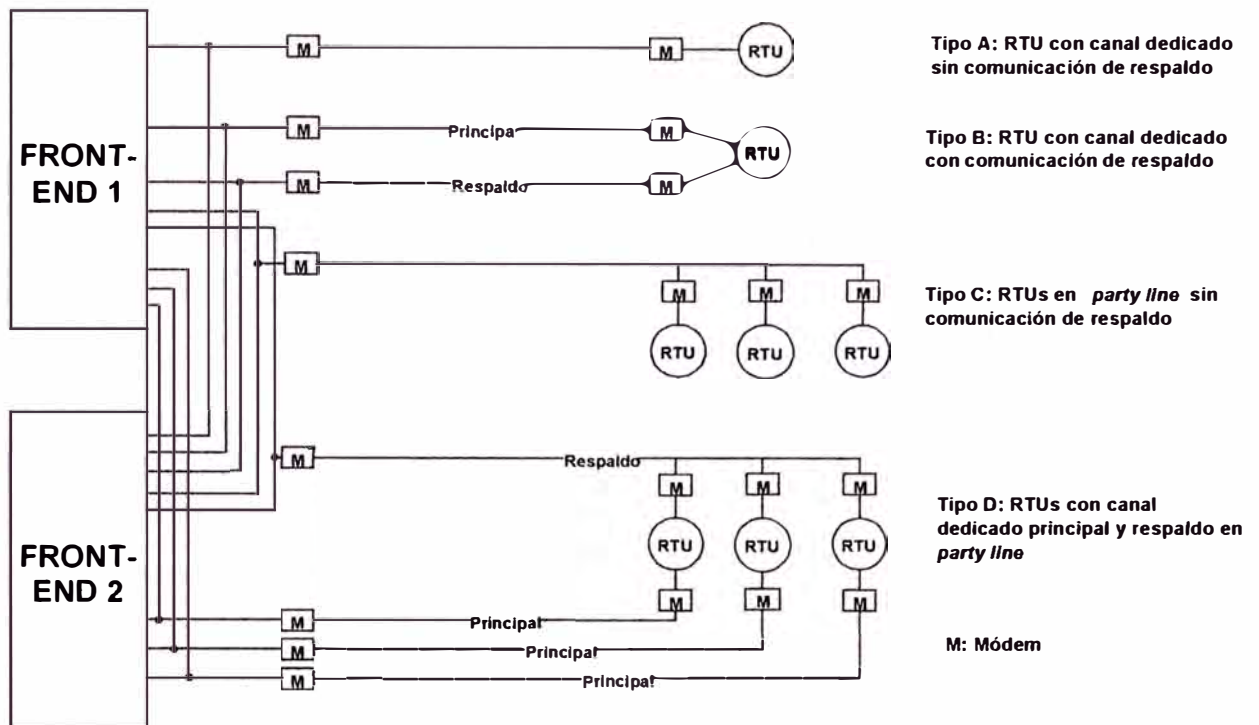 M
M
RTU
Tipo A: RTU con canal dedicado
sin comunicación de respaldo
FRONT-
END 1
M
Principa
M
RTU
M
Respaldo
M
Tipo B: RTU con canal dedicado
con comunicación de respaldo
M
M
M
M
RTU
RTU
RTU
Tipo C: RTUs en party line sin
comunicación de respaldo
FRONT-
END 2
M
Respaldo
M
M
M
RTU
RTU
RTU
M
M
M
Tipo D: RTUs con canal
dedicado principal y respaldo en
party line
M
Principal
M
Principal
M
Principal
M: Módem